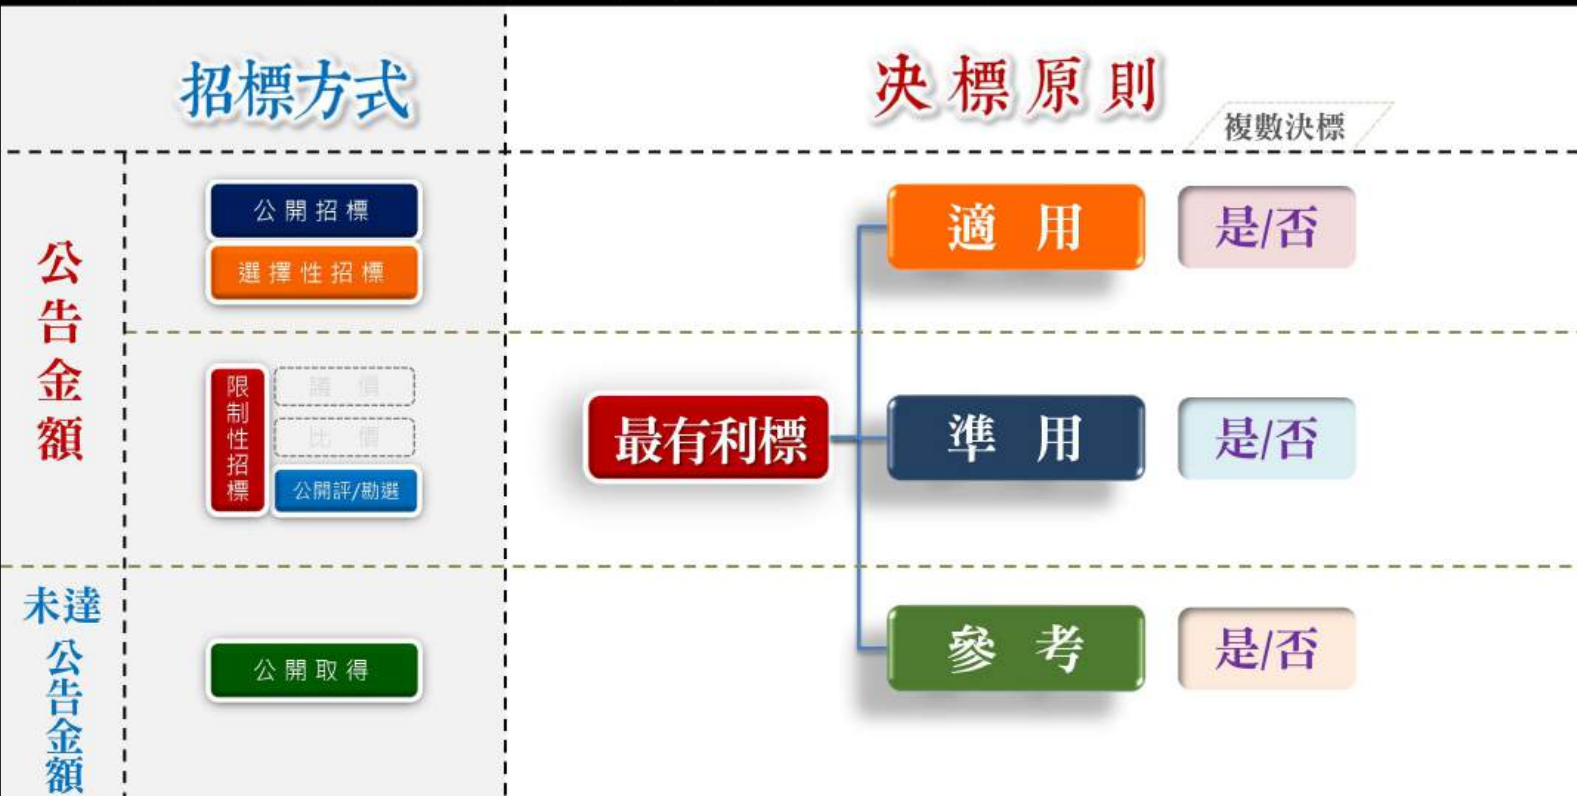 招標方式
決標原則
複數決標
公告金額
公開招標
選擇性招標
適用
是/否
限制性招標
議價
比價
公開評/勘選
最有利標
準用
是/否
未達
公告金額
公開取得
參考
是/否